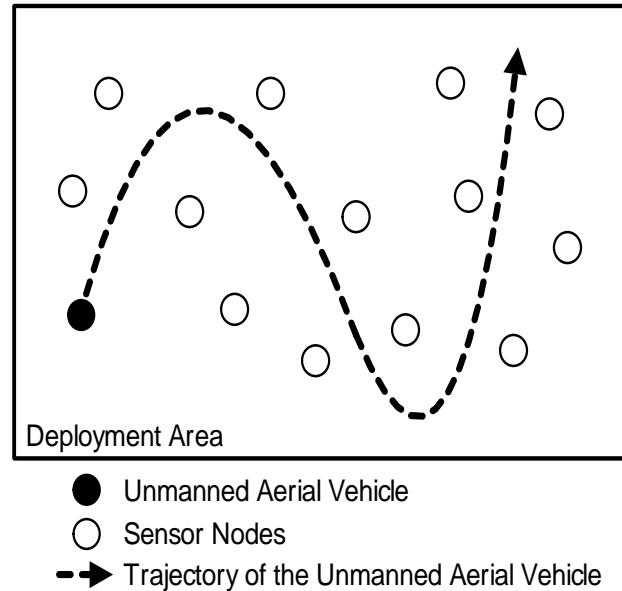 Deployment Area
Unmanned Aerial Vehicle
Sensor Nodes
Trajectory of the Unmanned Aerial Vehicle